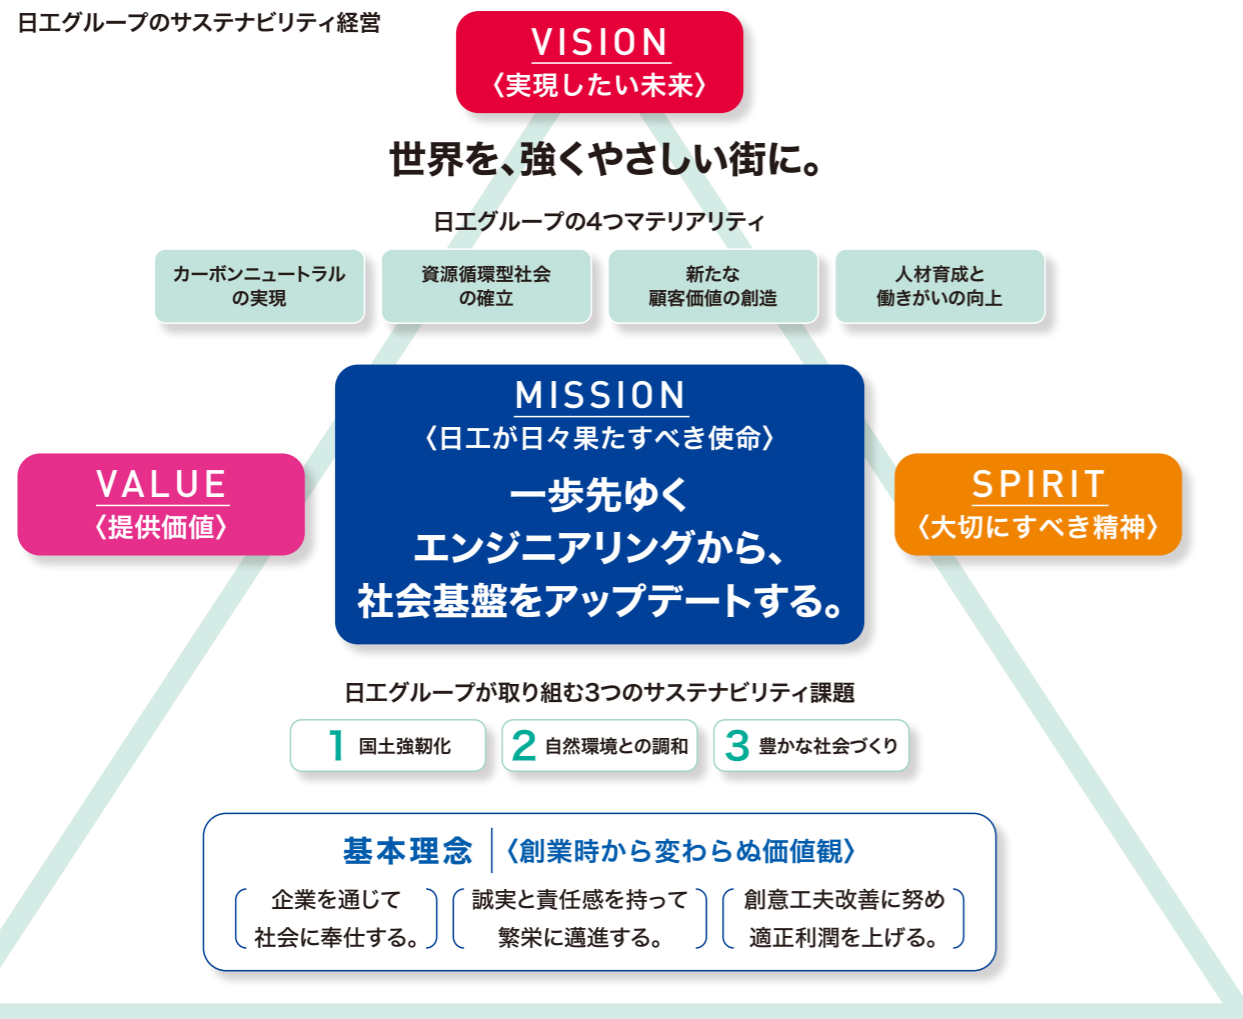 日工グループのサステナビリティ経営
VISION
〈実現したい未来〉
世界を、強くやさしい街に。
日工グループの4つマテリアリティ
カーボンニュートラル
の実現
資源循環型社会
の確立
新たな
顧客価値の創造
人材育成と
働きがいの向上
MISSION
〈日工が日々果たすべき使命〉
一歩先ゆく
エンジニアリングから、
社会基盤をアップデートする。
VALUE
〈提供価値〉
SPIRIT
〈大切にすべき精神〉
日工グループが取り組む3つのサステナビリティ課題
1 国土強靭化
2 自然環境との調和
3 豊かな社会づくり
基本理念 〈創業時から変わらぬ価値観〉
企業を通じて
社会に奉仕する。
誠実と責任感を持って
繁栄に邁進する。
創意工夫改善に努め
適正利潤を上げる。